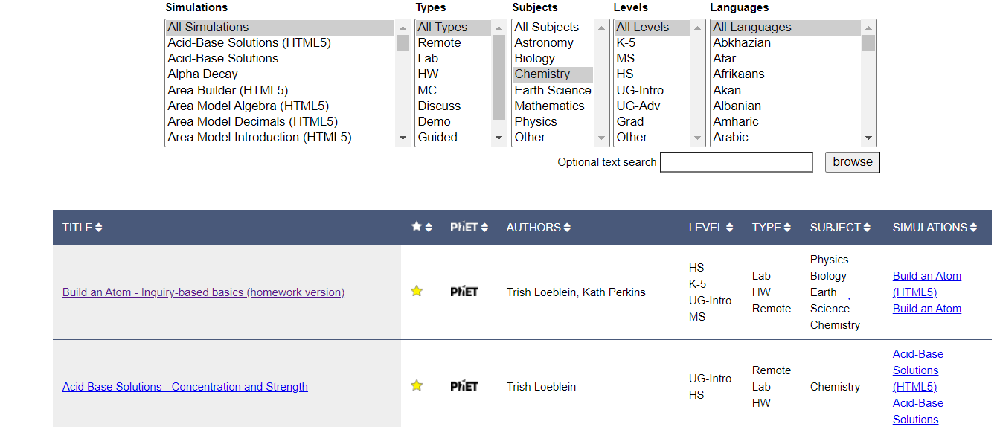 Simulations Types Subjects Levels Languages
All Simulations All Types All Subjects All Levels All Languages
Acid-Base Solutions (HTML5) Remote Astronomy K-5 Abkhazian
Acid-Base Solutions Lab Biology MS Afar
Alpha Decay HW Chemistry HS Afrikaans
Area Builder (HTML5) MC Earth Science UG-Intro Akan
Area Model Algebra (HTML5) Discuss Mathematics UG-Adv Albanian
Area Model Decimals (HTML5) Demo Physics Grad Amharic
Area Model Introduction (HTML5) Guided Other Other Arabic
Optional text search browse
TITLE PhET AUTHORS LEVEL TYPE SUBJECT SIMULATIONS
Build an Atom - Inquiry-based basics (homework version)
PhET
Trish Loeblein, Kath Perkins
HS
K-5
UG-Intro
MS
Lab
HW
Remote
Physics
Biology
Earth
Science
Chemistry
Build an Atom
(HTML5)
Build an Atom
Acid Base Solutions - Concentration and Strength
PhET
Trish Loeblein
UG-Intro
HS
Remote
Lab
HW
Chemistry
Acid-Base
Solutions
(HTML5)
Acid-Base
Solutions